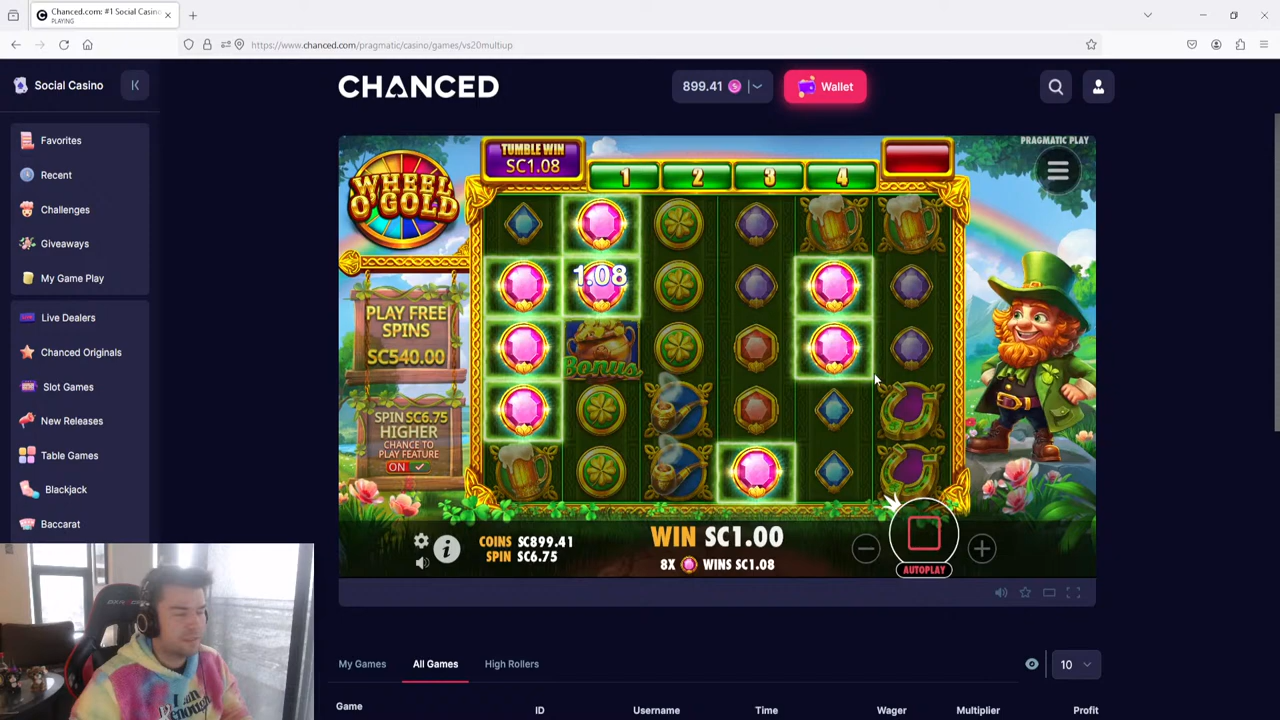 Chanced.com: #1 Social Casino
PLAYING
https://www.chanced.com/pragmatic/casino/games/vs20multiup
Social Casino
CHANCED
899.41
Wallet
Favorites
Recent
Challenges
Giveaways
My Game Play
Live Dealers
Chanced Originals
Slot Games
New Releases
Table Games
Blackjack
Baccarat
WHEEL
O'GOLD
TUMBLE WIN
SC1.08
1 2 3 4
PRAGMATIC PLAY
1.08
Bonus
PLAY FREE
SPINS
SC540.00
SPIN SC6.75
HIGHER
CHANCE TO
PLAY FEATURE
ON
COINS SC899.41
SPIN SC6.75
WIN SC1.00
8X WINS SC1.08
AUTOPLAY
My Games All Games High Rollers
10
Game ID Username Time Wager Multiplier Profit
I am
enough